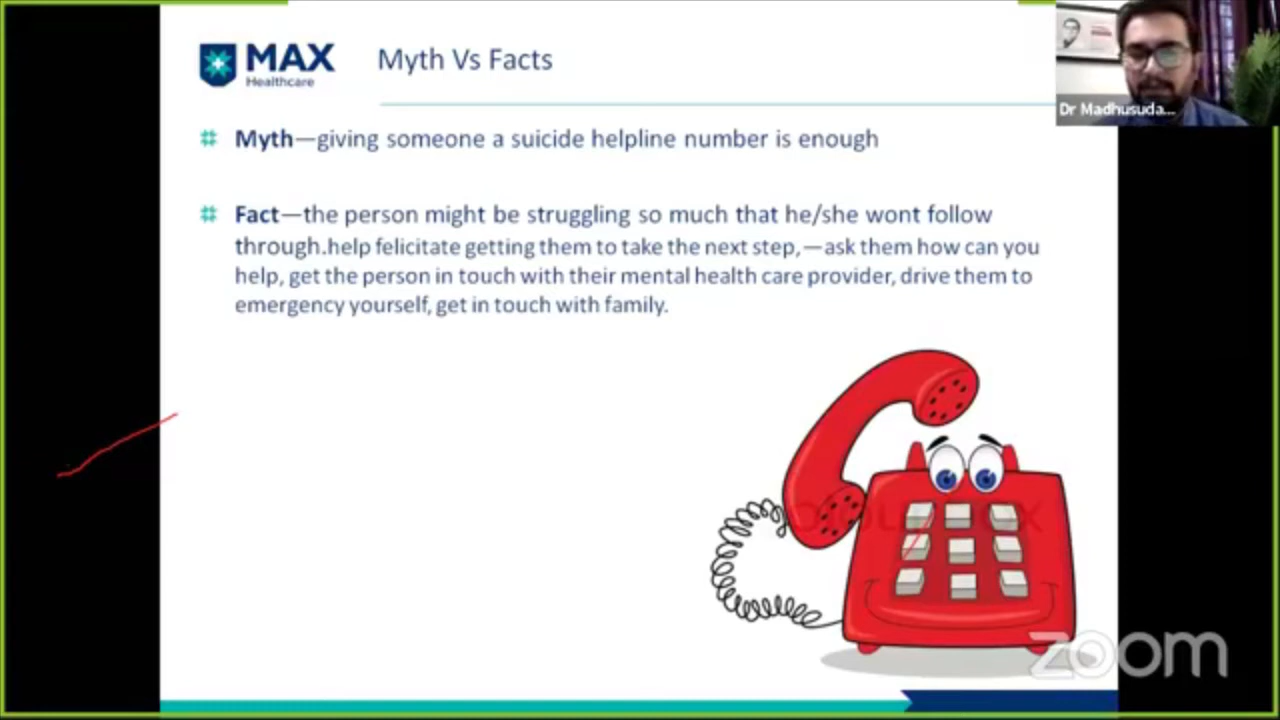 MAX
Healthcare
Myth Vs Facts
Dr Madhusuda...
# Myth—giving someone a suicide helpline number is enough
# Fact—the person might be struggling so much that he/she wont follow
through.help felicitate getting them to take the next step,—ask them how can you
help, get the person in touch with their mental health care provider, drive them to
emergency yourself, get in touch with family.
zoom